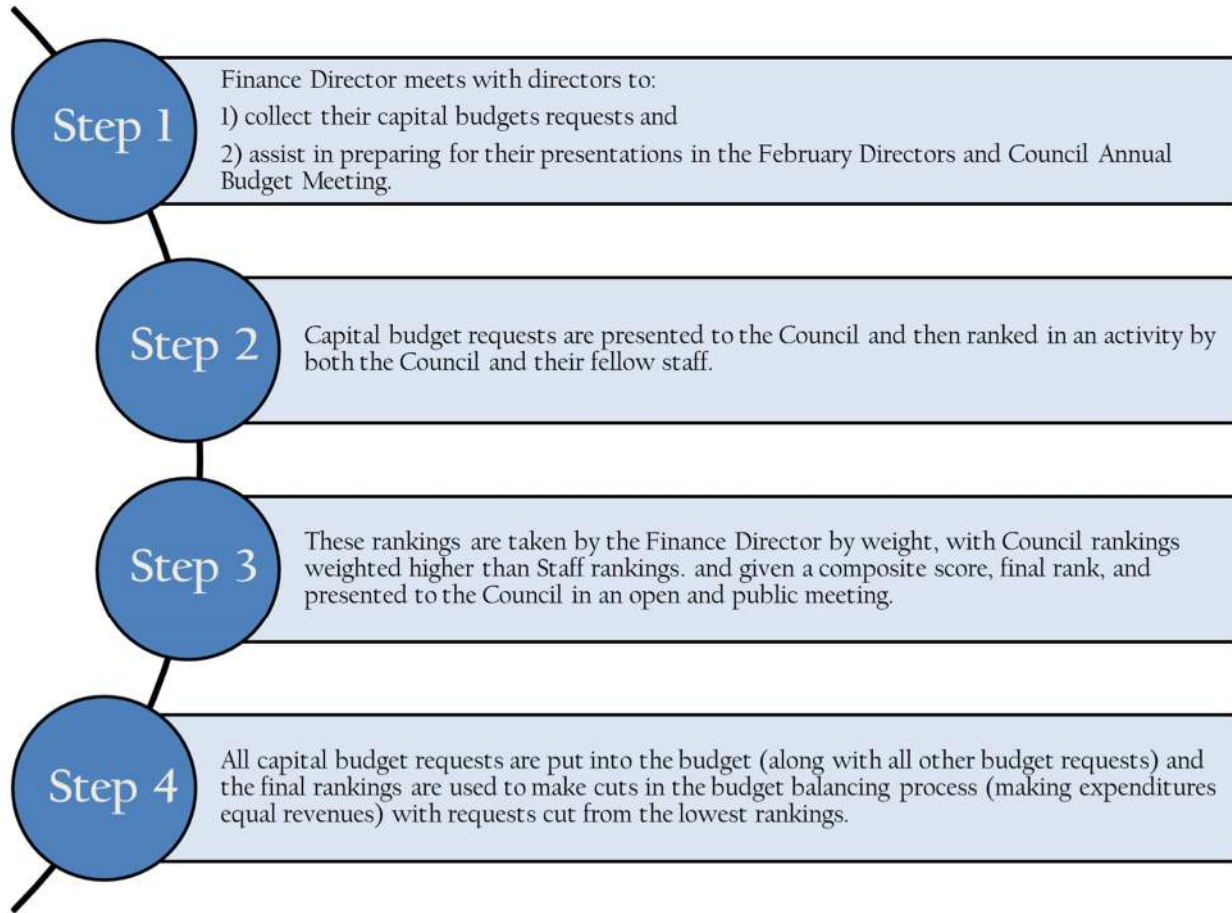 Step 1
Finance Director meets with directors to:
1) collect their capital budgets requests and
2) assist in preparing for their presentations in the February Directors and Council Annual
Budget Meeting.
Step 2
Capital budget requests are presented to the Council and then ranked in an activity by
both the Council and their fellow staff.
Step 3
These rankings are taken by the Finance Director by weight, with Council rankings
weighted higher than Staff rankings. and given a composite score, final rank, and
presented to the Council in an open and public meeting.
Step 4
All capital budget requests are put into the budget (along with all other budget requests) and
the final rankings are used to make cuts in the budget balancing process (making expenditures
equal revenues) with requests cut from the lowest rankings.